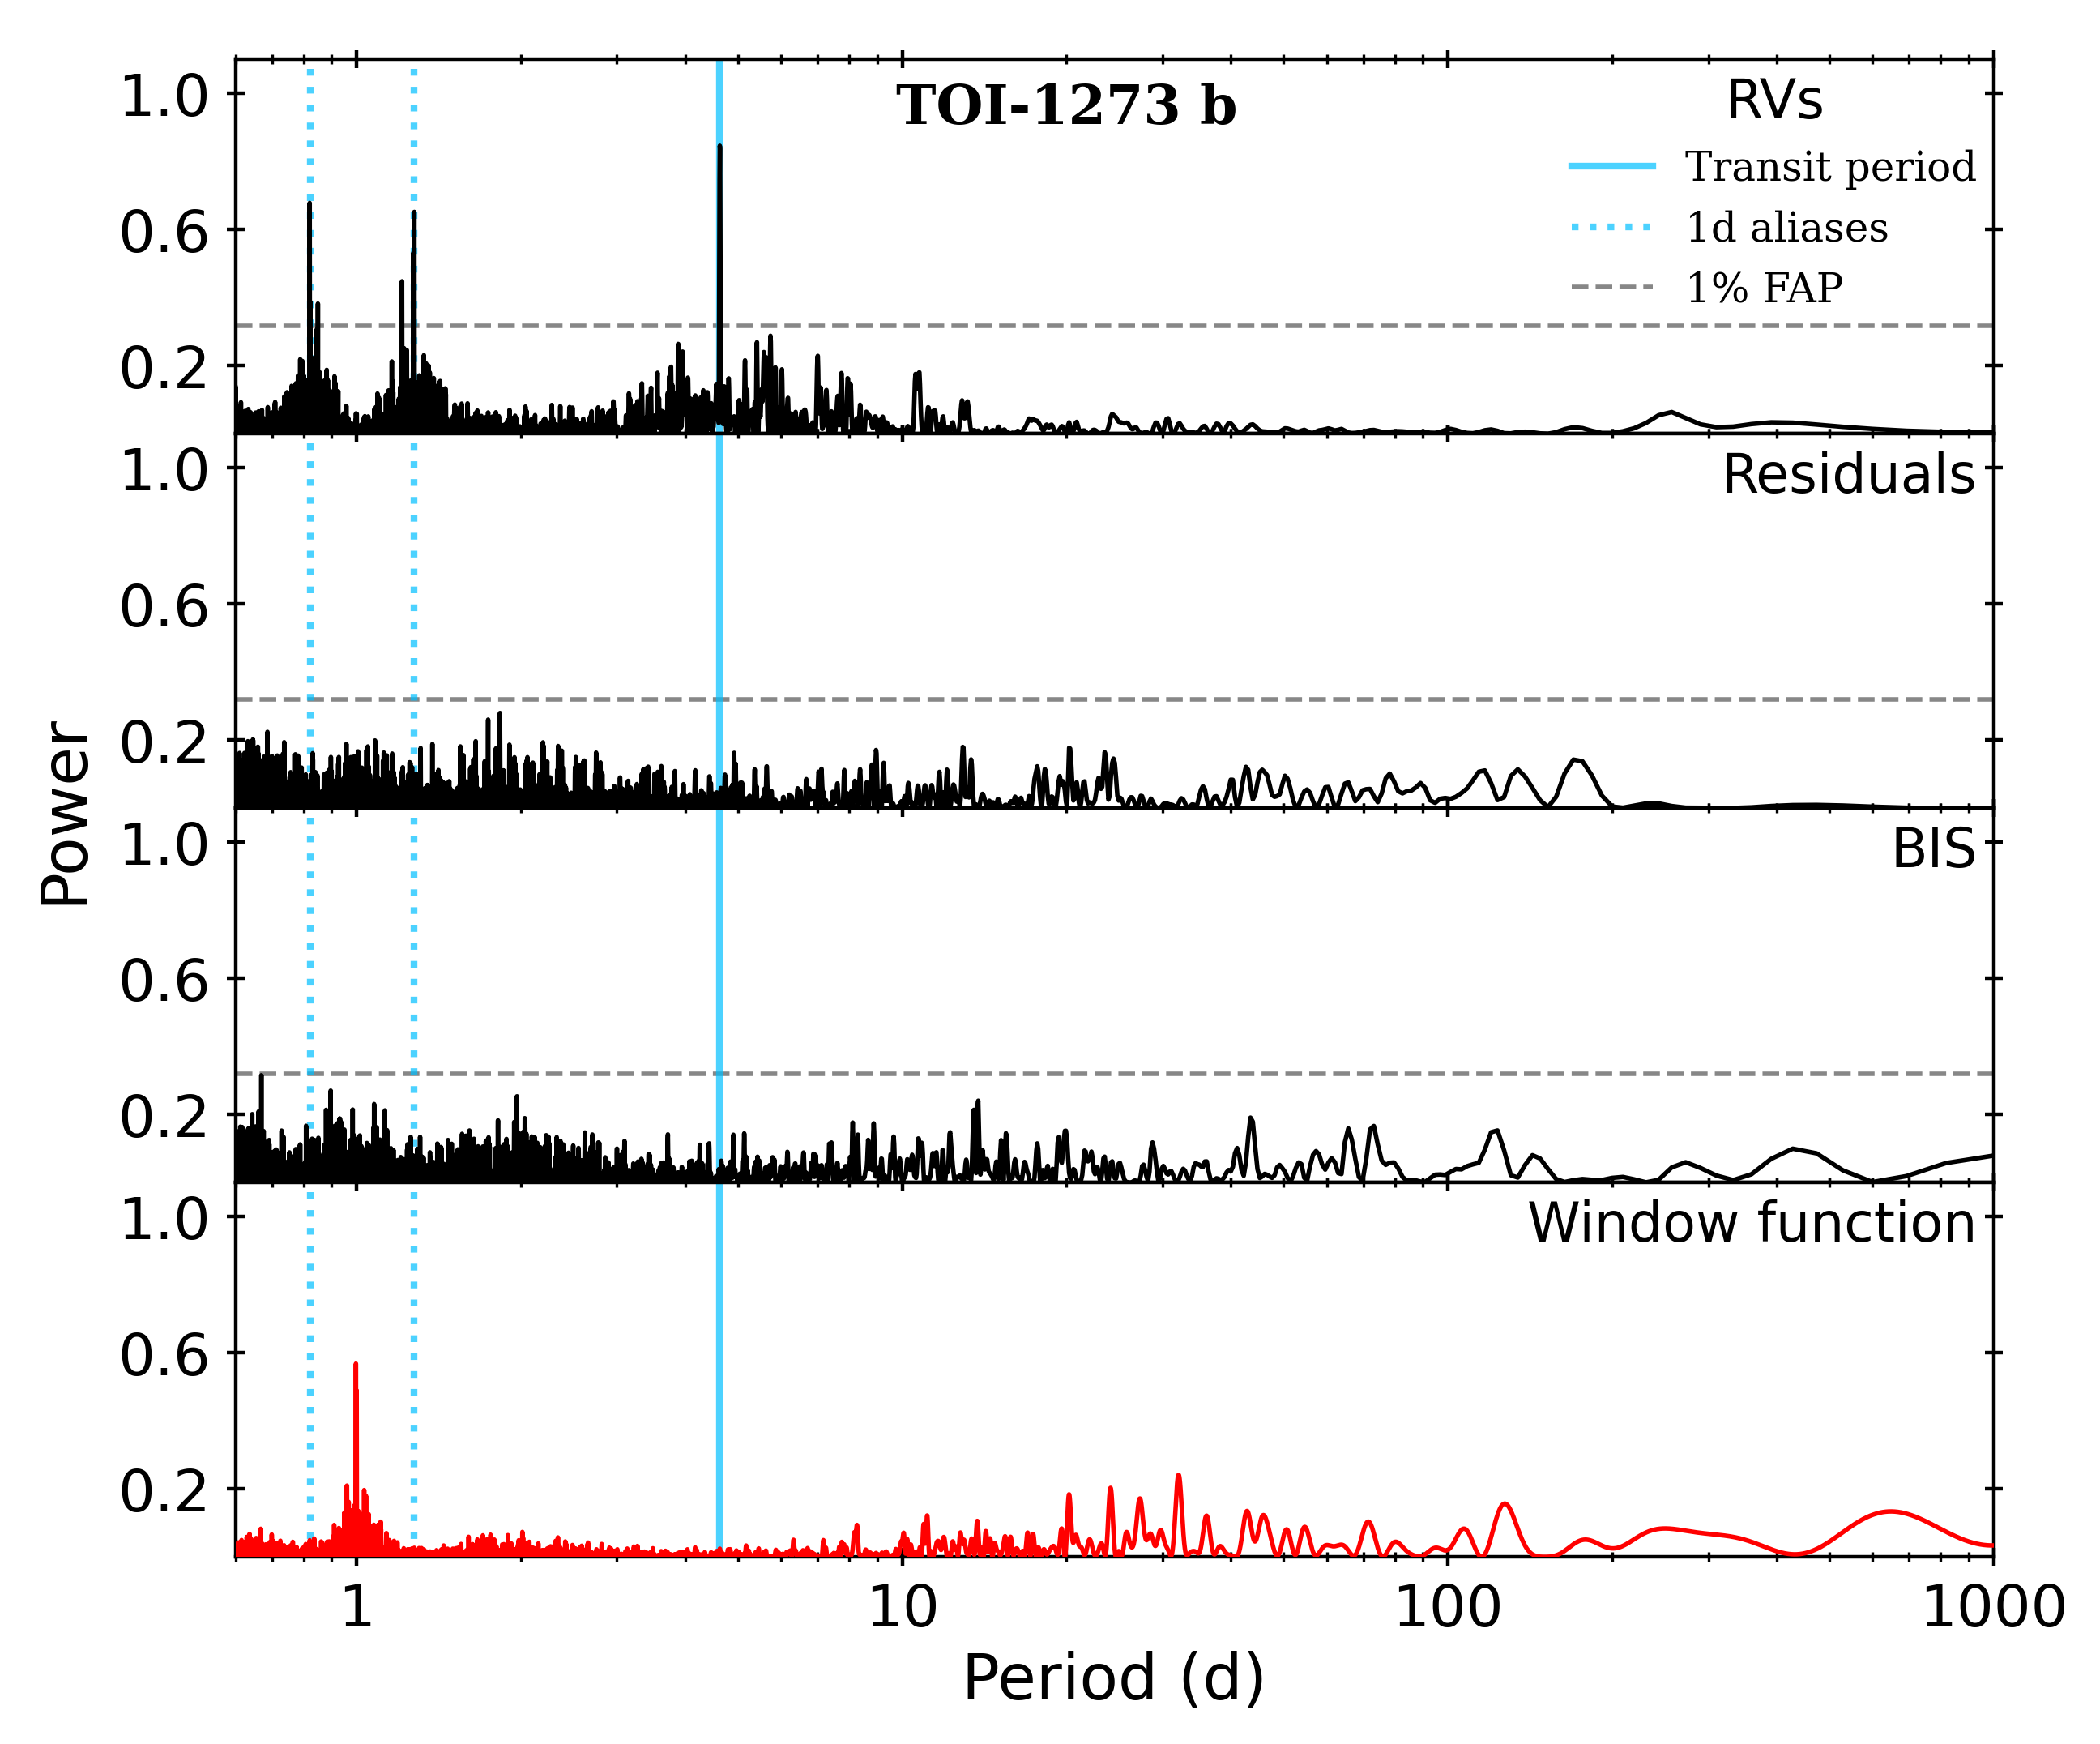 TOI-1273 b
RVs
Transit period
1d aliases
1% FAP
1.0
0.6
0.2
Residuals
1.0
0.6
0.2
BIS
1.0
0.6
0.2
Window function
1.0
0.6
0.2
Power
1 10 100 1000
Period (d)